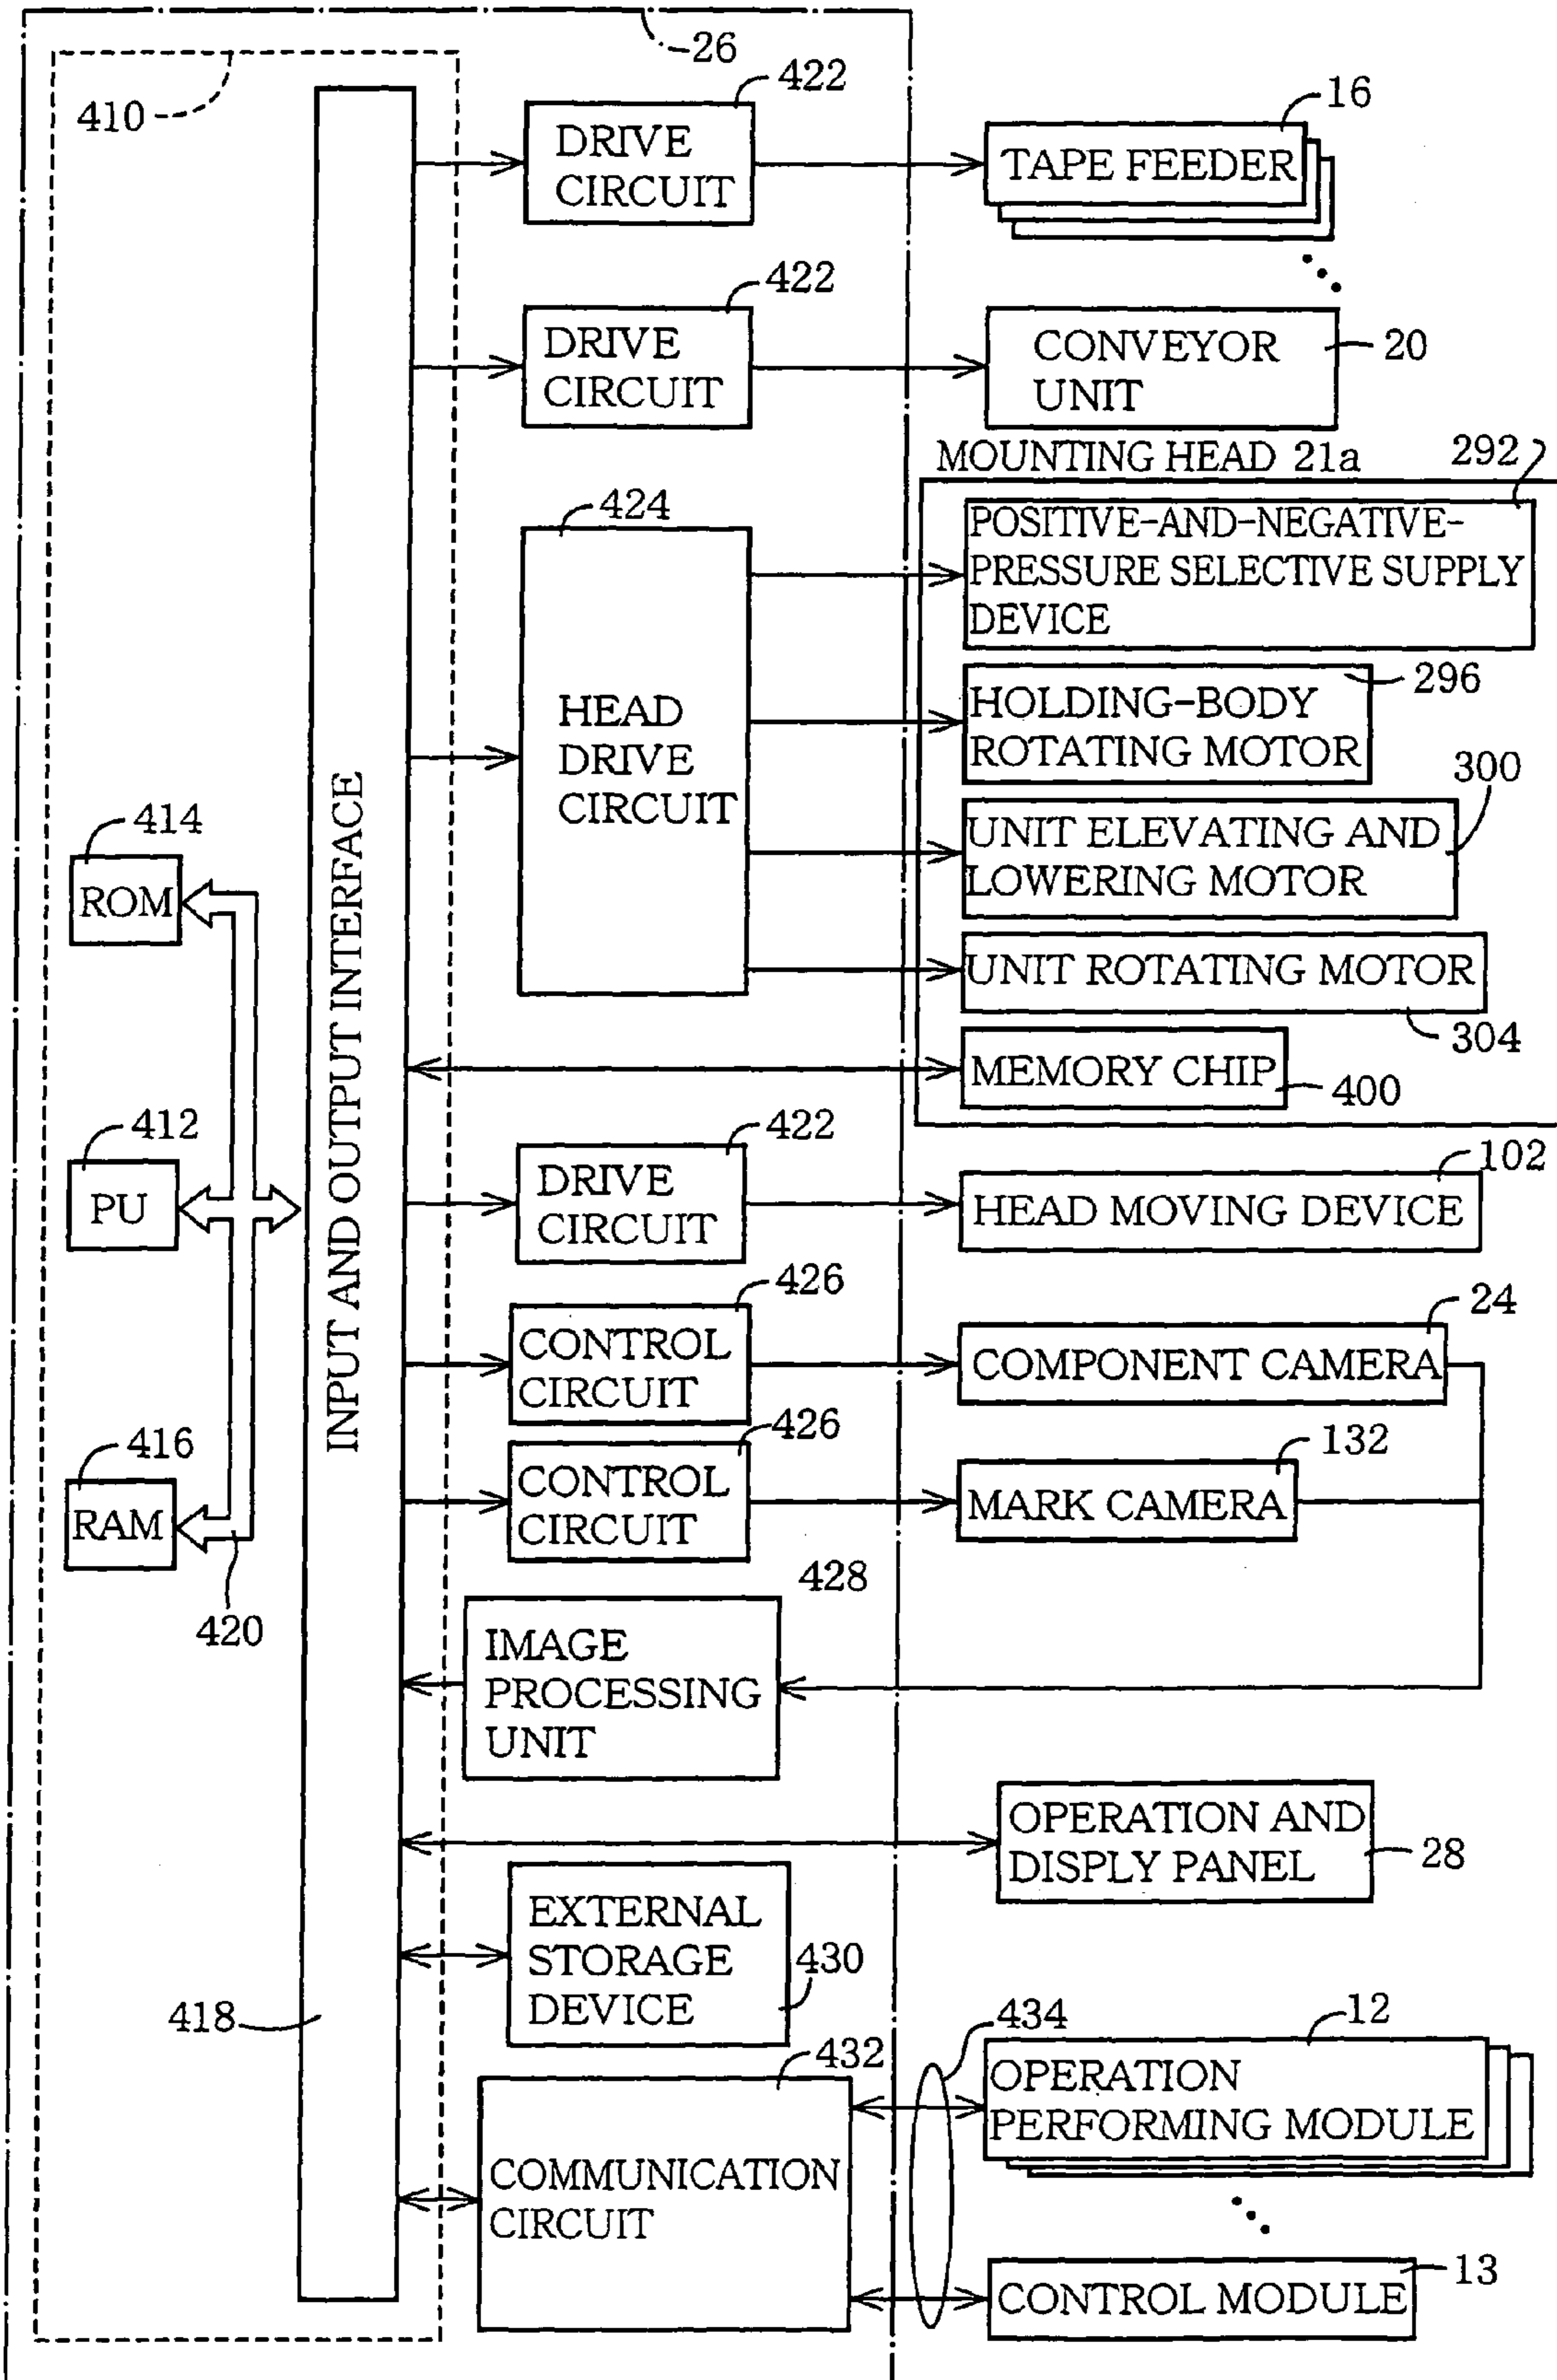 26
410
422
DRIVE
CIRCUIT
16
TAPE FEEDER
422
DRIVE
CIRCUIT
CONVEYOR
UNIT
20
MOUNTING HEAD 21a
292
424
HEAD
DRIVE
CIRCUIT
POSITIVE-AND-NEGATIVE-
PRESSURE SELECTIVE SUPPLY
DEVICE
296
HOLDING-BODY
ROTATING MOTOR
300
UNIT ELEVATING AND
LOWERING MOTOR
UNIT ROTATING MOTOR
304
MEMORY CHIP
400
414
ROM
412
PU
416
RAM
420
INPUT AND OUTPUT INTERFACE
418
422
DRIVE
CIRCUIT
102
HEAD MOVING DEVICE
426
CONTROL
CIRCUIT
24
COMPONENT CAMERA
426
CONTROL
CIRCUIT
132
MARK CAMERA
428
IMAGE
PROCESSING
UNIT
OPERATION AND
DISPLY PANEL
28
EXTERNAL
STORAGE
DEVICE
430
432
COMMUNICATION
CIRCUIT
434
12
OPERATION
PERFORMING MODULE
13
CONTROL MODULE